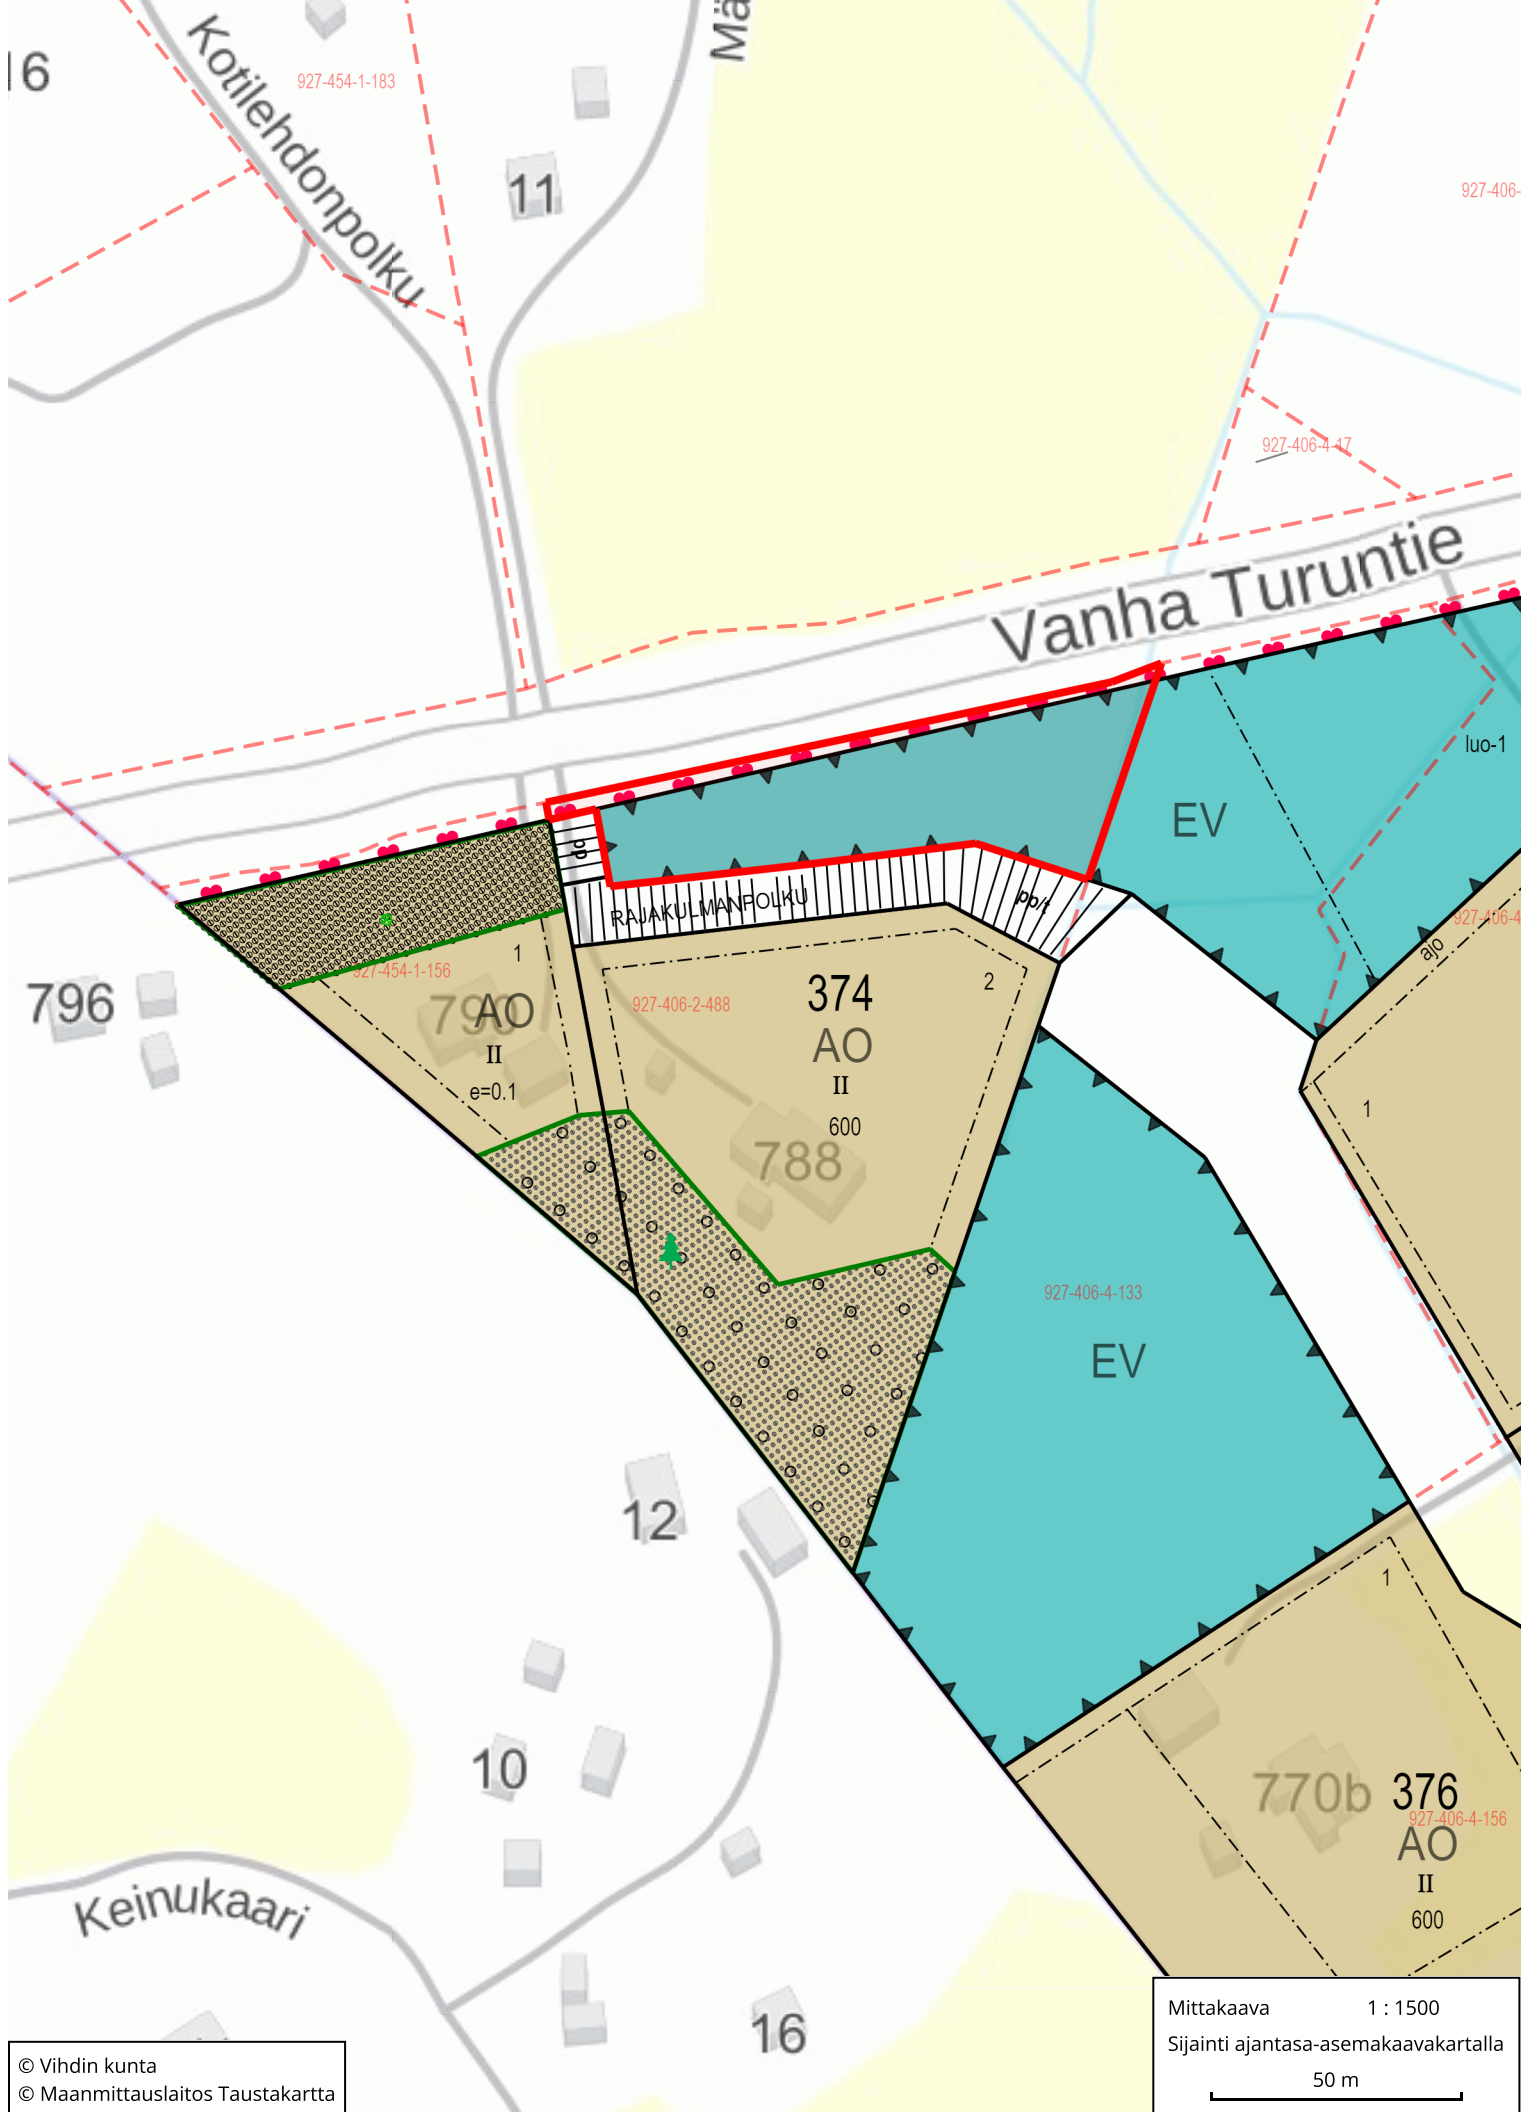 16
Kotilehdonpolku
927-454-1-183
Mä
11
927-406-
927-406-4-17
Vanha Turuntie
luo-1
EV
pp
RAJAKULMANPOLKU
pp/t
ajo
927-406-4
796
1
927-454-1-156
790
AO
II
e=0.1
927-406-2-488
374
2
AO
II
600
788
1
927-406-4-133
EV
12
1
10
770b
376
927-406-4-156
AO
II
600
Keinukaari
16
Mittakaava 1 : 1500
Sijainti ajantasa-asemakaavakartalla
50 m
© Vihdin kunta
© Maanmittauslaitos Taustakartta